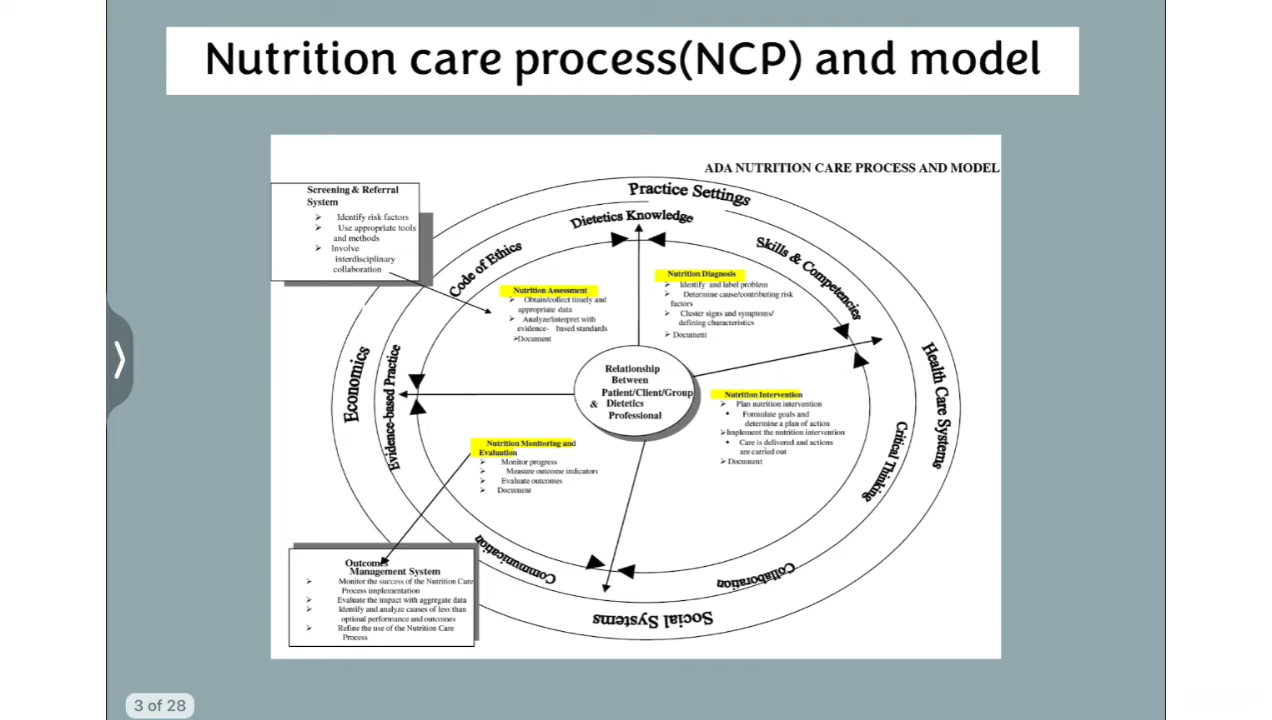 Nutrition care process(NCP) and model
ADA NUTRITION CARE PROCESS AND MODEL
Screening & Referral
System
➢ Identify risk factors
➢ Use appropriate tools
and methods
➢ Involve
interdisciplinary
collaboration
Practice Settings
Dietetics Knowledge
Code of Ethics
Skills & Competencies
Nutrition Assessment
➢ Obtain/collect timely and
appropriate data
➢ Analyze/interpret with
evidence- based standards
➢Document
Nutrition Diagnosis
➢ Identify and label problem
➢ Determine cause/contributing risk
factors
➢ Cluster signs and symptoms/
defining characteristics
➢ Document
Economics
Evidence-based Practice
Relationship
Between
Patient/Client/Group
& Dietetics
Professional
Health Care Systems
Critical Thinking
Nutrition Intervention
➢ Plan nutrition intervention
• Formulate goals and
determine a plan of action
➢Implement the nutrition intervention
• Care is delivered and actions
are carried out
➢ Document
Nutrition Monitoring and
Evaluation
➢ Monitor progress
➢ Measure outcome indicators
➢ Evaluate outcomes
➢ Document
Communication
Collaboration
Social Systems
Outcomes
Management System
➢ Monitor the success of the Nutrition Care
Process implementation
➢ Evaluate the impact with aggregate data
➢ Identify and analyze causes of less than
optimal performance and outcomes
➢ Refine the use of the Nutrition Care
Process
3 of 28